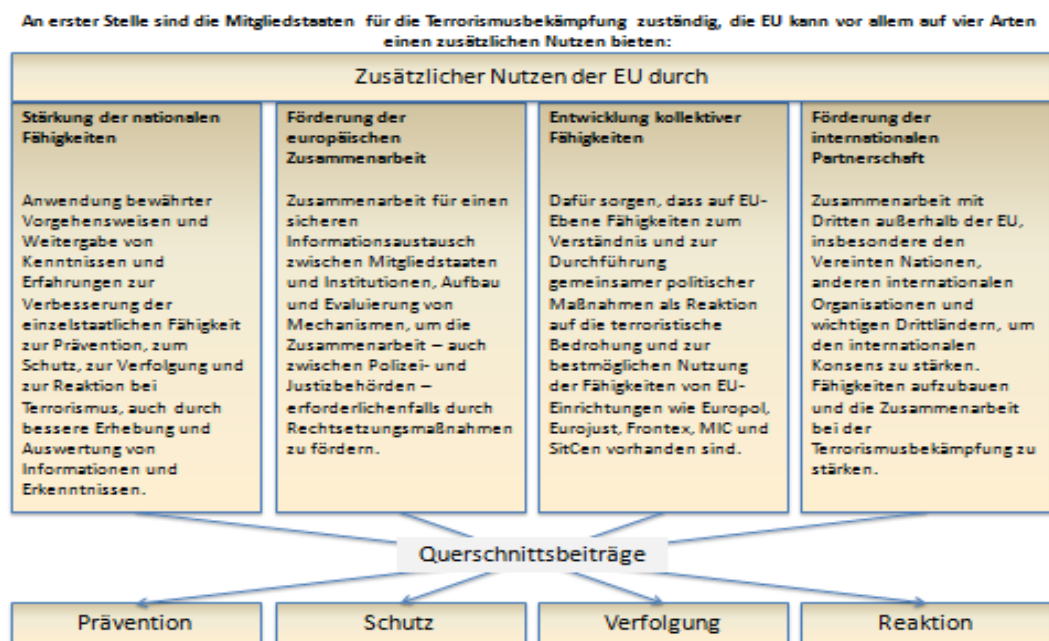 An erster Stelle sind die Mitgliedstaaten für die Terrorismusbekämpfung zuständig, die EU kann vor allem auf vier Arten
einen zusätzlichen Nutzen bieten:
Zusätzlicher Nutzen der EU durch
Stärkung der nationalen
Fähigkeiten
Anwendung bewährter
Vorgehensweisen und
Weitergabe von
Kenntnissen und
Erfahrungen zur
Verbesserung der
einzelstaatlichen Fähigkeit
zur Prävention, zum
Schutz, zur Verfolgung und
zur Reaktion bei
Terrorismus, auch durch
bessere Erhebung und
Auswertung von
Informationen und
Erkenntnissen.
Förderung der
europäischen
Zusammenarbeit
Zusammenarbeit für einen
sicheren
Informationsaustausch
zwischen Mitgliedstaaten
und Institutionen, Aufbau
und Evaluierung von
Mechanismen, um die
Zusammenarbeit – auch
zwischen Polizei- und
Justizbehörden –
erforderlichenfalls durch
Rechtsetzungsmaßnahmen
zu fördern.
Entwicklung kollektiver
Fähigkeiten
Dafür sorgen, dass auf EU-
Ebene Fähigkeiten zum
Verständnis und zur
Durchführung
gemeinsamer politischer
Maßnahmen als Reaktion
auf die terroristische
Bedrohung und zur
bestmöglichen Nutzung
der Fähigkeiten von EU-
Einrichtungen wie Europol,
Eurojust, Frontex, MIC und
SitCen vorhanden sind.
Förderung der
internationalen
Partnerschaft
Zusammenarbeit mit
Dritten außerhalb der EU,
insbesondere den
Vereinten Nationen,
anderen internationalen
Organisationen und
wichtigen Drittländern, um
den internationalen
Konsens zu stärken.
Fähigkeiten aufzubauen
und die Zusammenarbeit
bei der
Terrorismusbekämpfung zu
stärken.
Querschnittsbeiträge
Prävention
Schutz
Verfolgung
Reaktion